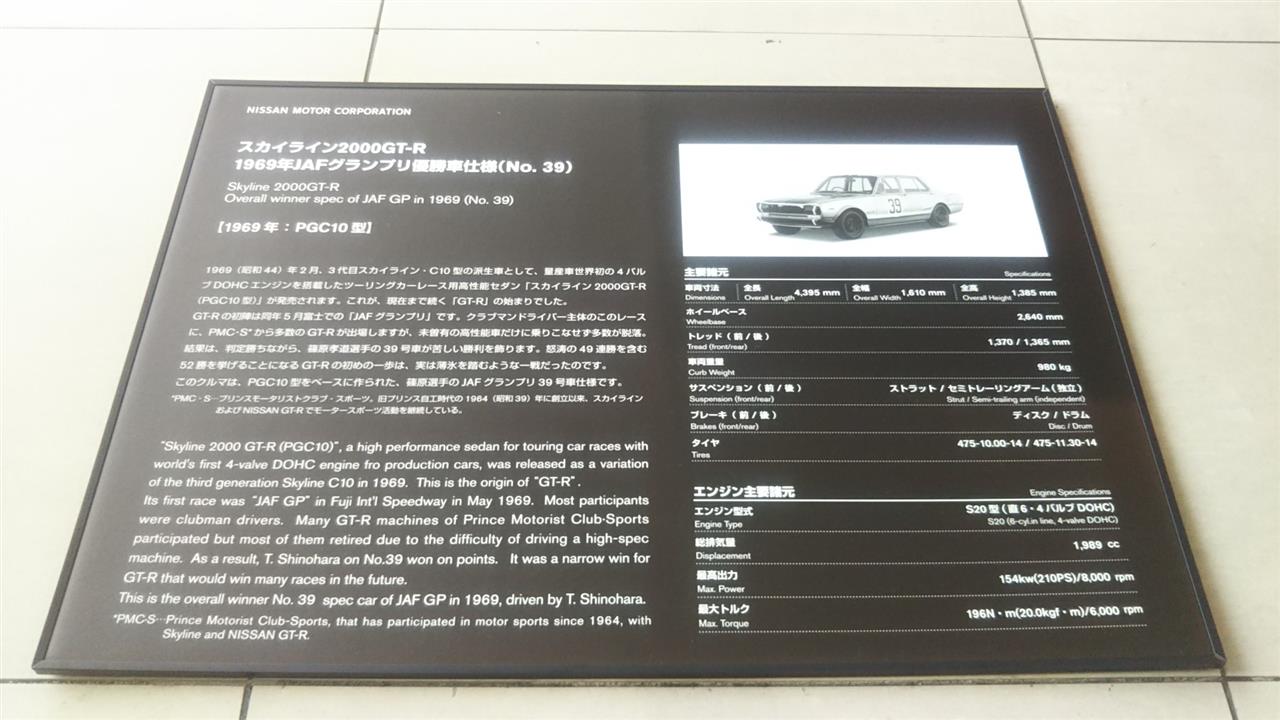 NISSAN MOTOR CORPORATION
スカイライン2000GT-R
1969年JAFグランプリ優勝車仕様(No. 39)
Skyline 2000GT-R
Overall winner spec of JAF GP in 1969 (No. 39)
【1969年：PGC10型】
1969（昭和44）年2月、3代目スカイライン・C10型の派生車として、量産車世界初の4バル
ブDOHCエンジンを搭載したツーリングカーレース用高性能セダン「スカイライン2000GT-R
（PGC10型）」が発売されます。これが、現在まで続く「GT-R」の始まりでした。
GT-Rの初陣は同年5月富士での「JAFグランプリ」です。クラブマンドライバー主体のこのレース
に、PMC-S*から多数のGT-Rが出場しますが、未曾有の高性能車だけに乗りこなせず多数が脱落。
結果は、判定勝ちながら、篠原孝道選手の39号車が苦しい勝利を飾ります。怒涛の49連勝を含む
52勝を挙げることになるGT-Rの初めの一歩は、実は薄氷を踏むような一戦だったのです。
このクルマは、PGC10型をベースに作られた、篠原選手のJAFグランプリ39号車仕様です。
*PMC・S…プリンスモータリストクラブ・スポーツ。旧プリンス自工時代の1964（昭和39）年に創立以来、スカイライン
およびNISSAN GT-Rでモータースポーツ活動を継続している。
"Skyline 2000 GT-R (PGC10)", a high performance sedan for touring car races with
world's first 4-valve DOHC engine fro production cars, was released as a variation
of the third generation Skyline C10 in 1969. This is the origin of "GT-R".
Its first race was "JAF GP" in Fuji Int'l Speedway in May 1969. Most participants
were clubman drivers. Many GT-R machines of Prince Motorist Club-Sports
participated but most of them retired due to the difficulty of driving a high-spec
machine. As a result, T. Shinohara on No.39 won on points. It was a narrow win for
GT-R that would win many races in the future.
This is the overall winner No. 39 spec car of JAF GP in 1969, driven by T. Shinohara.
*PMC-S…Prince Motorist Club-Sports, that has participated in motor sports since 1964, with
Skyline and NISSAN GT-R.
39
主要諸元 Specifications
車両寸法 全長 4,395 mm 全幅 1,610 mm 全高 1,385 mm
Dimensions Overall Length Overall Width Overall Height
ホイールベース 2,640 mm
Wheelbase
トレッド（前/後） 1,370 / 1,365 mm
Tread (front/rear)
車両重量 980 kg
Curb Weight
サスペンション（前/後） ストラット / セミトレーリングアーム（独立）
Suspension (front/rear) Strut / Semi-trailing arm (independent)
ブレーキ（前/後） ディスク / ドラム
Brakes (front/rear) Disc / Drum
タイヤ 475-10.00-14 / 475-11.30-14
Tires
エンジン主要諸元 Engine Specifications
エンジン型式 S20型（直6・4バルブDOHC)
Engine Type S20 (6-cyl.in line, 4-valve DOHC)
総排気量 1,989 cc
Displacement
最高出力 154kw(210PS)/8,000 rpm
Max. Power
最大トルク 196N・m(20.0kgf・m)/6,000 rpm
Max. Torque